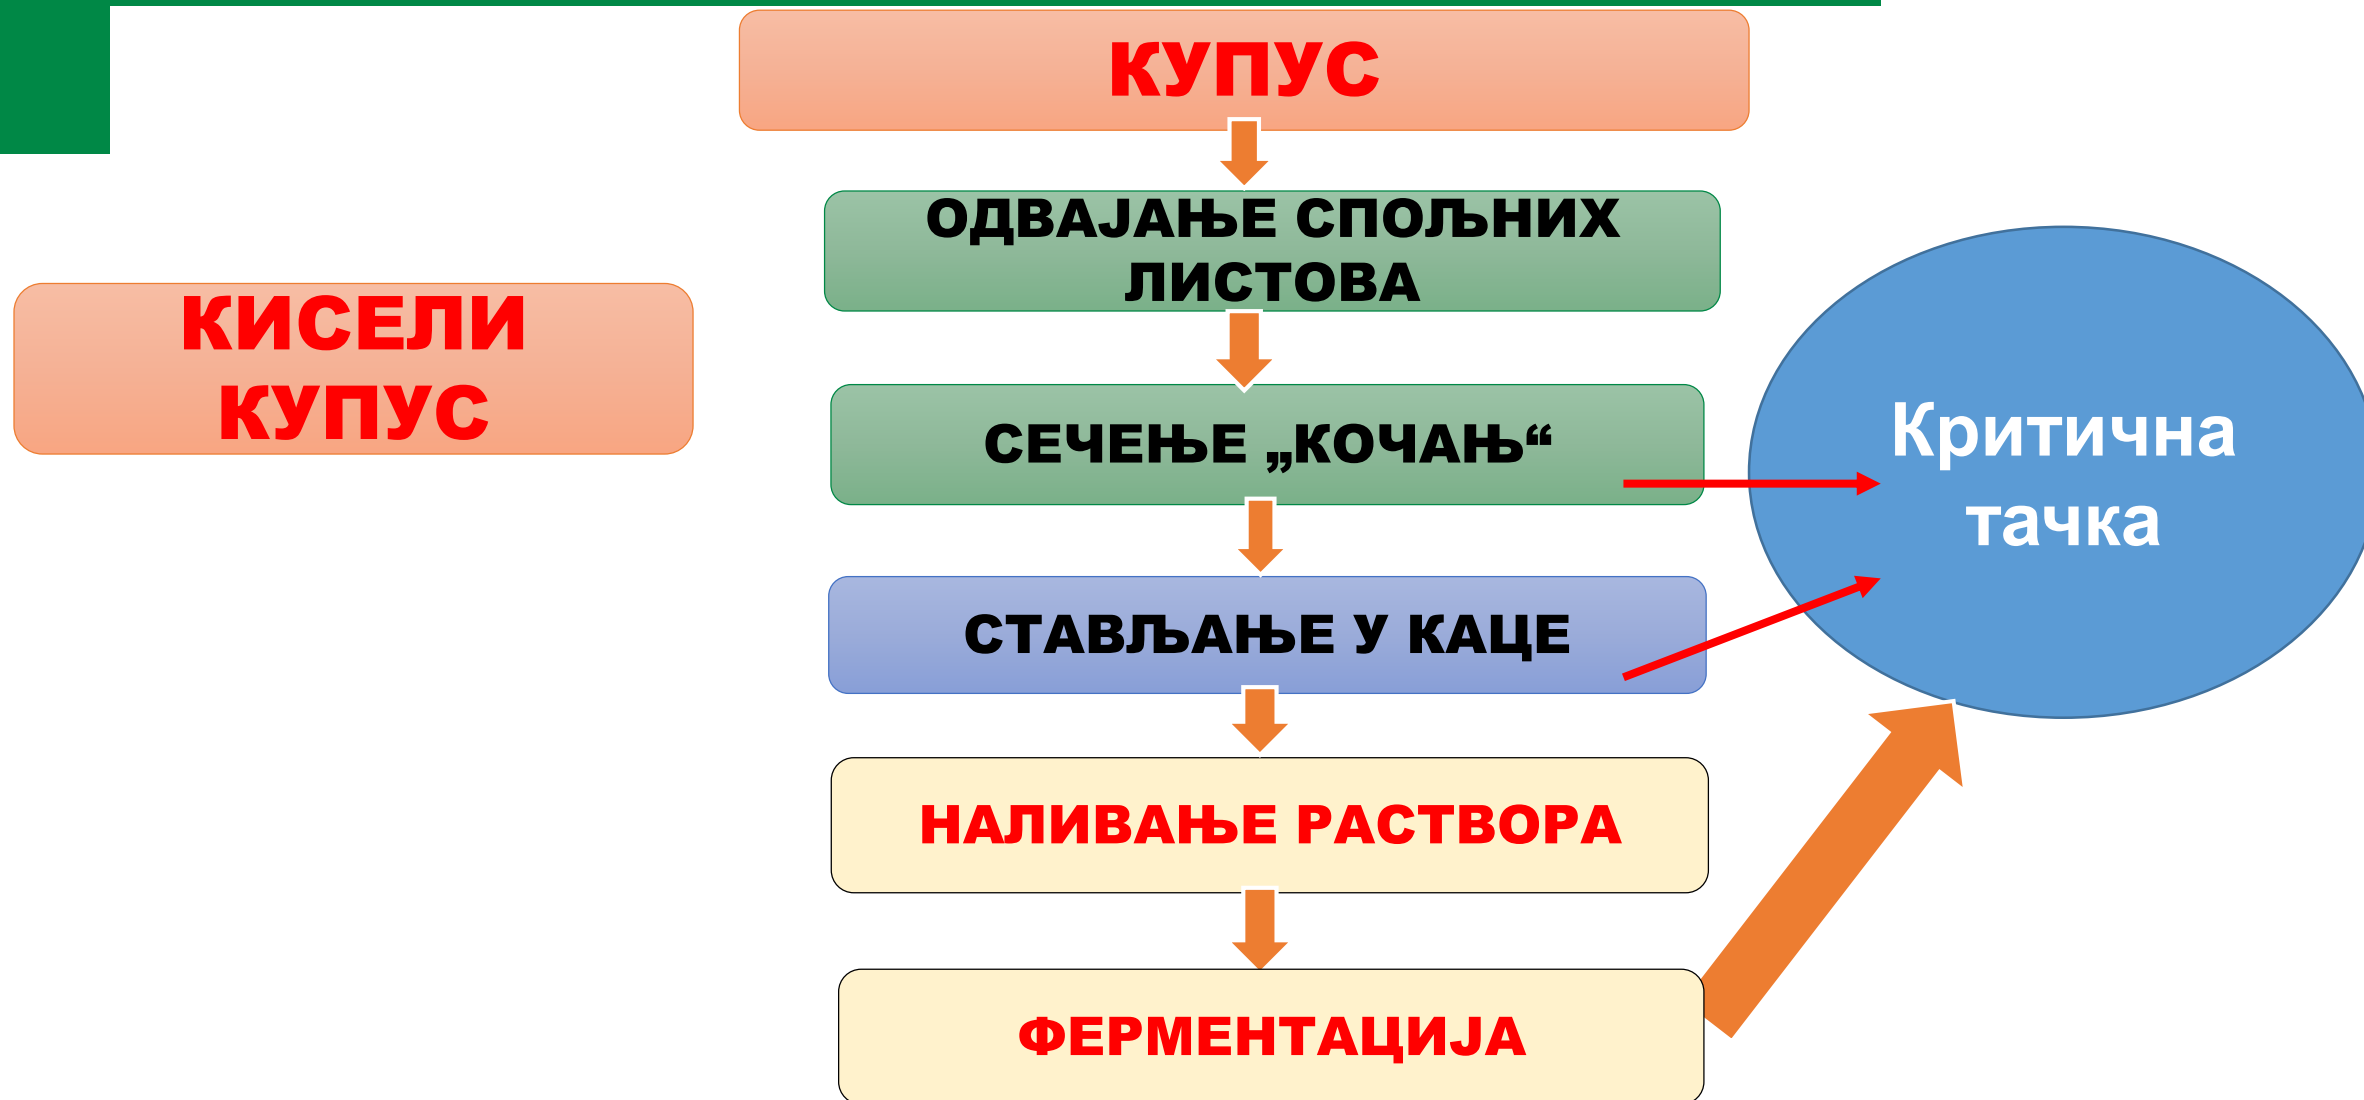 КУПУС
ОДВАЈАЊЕ СПОЉНИХ
ЛИСТОВА
КИСЕЛИ
КУПУС
СЕЧЕЊЕ „КОЧАЊ“
Критична
тачка
СТАВЉАЊЕ У КАЦЕ
НАЛИВАЊЕ РАСТВОРА
ФЕРМЕНТАЦИЈА